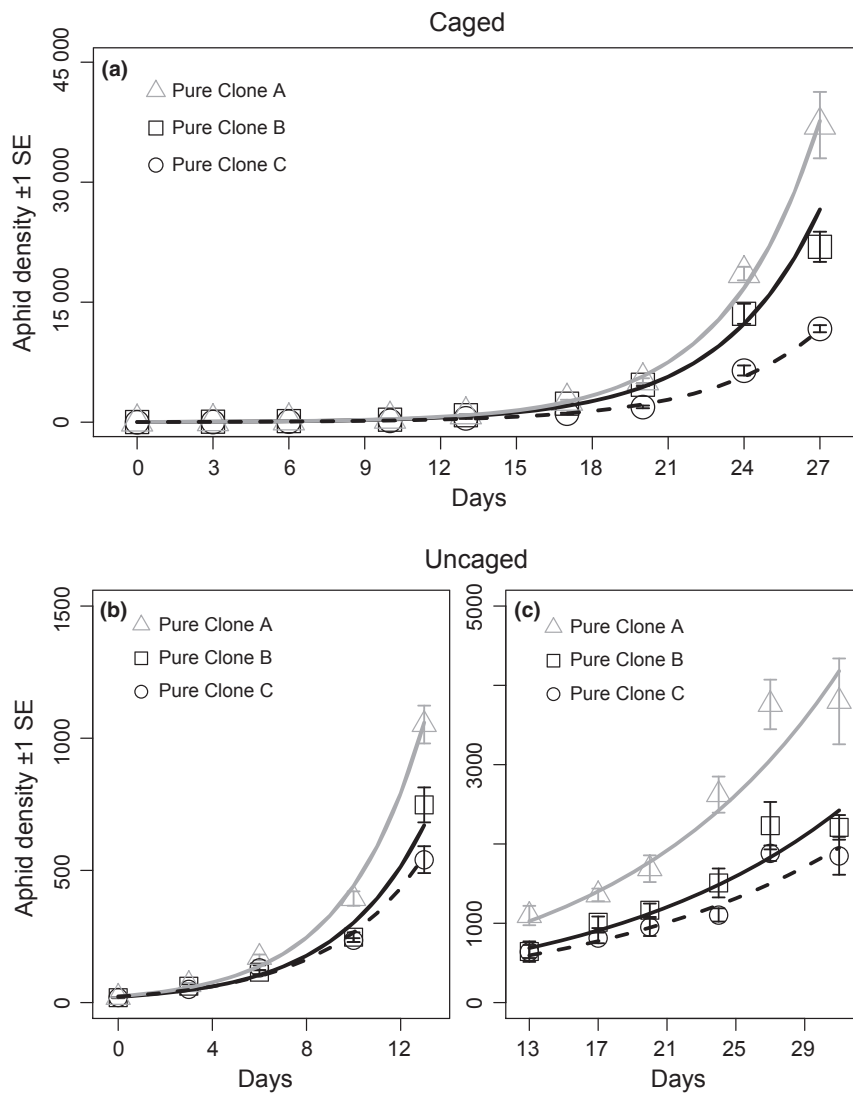 Caged
(a)
Pure Clone A
Pure Clone B
Pure Clone C
Aphid density ±1 SE
45 000
30 000
15 000
0
0 3 6 9 12 15 18 21 24 27
Days
Uncaged
(b)
Pure Clone A
Pure Clone B
Pure Clone C
Aphid density ±1 SE
1500
1000
500
0
0 4 8 12
Days
(c)
Pure Clone A
Pure Clone B
Pure Clone C
5000
3000
1000
0
13 17 21 25 29
Days